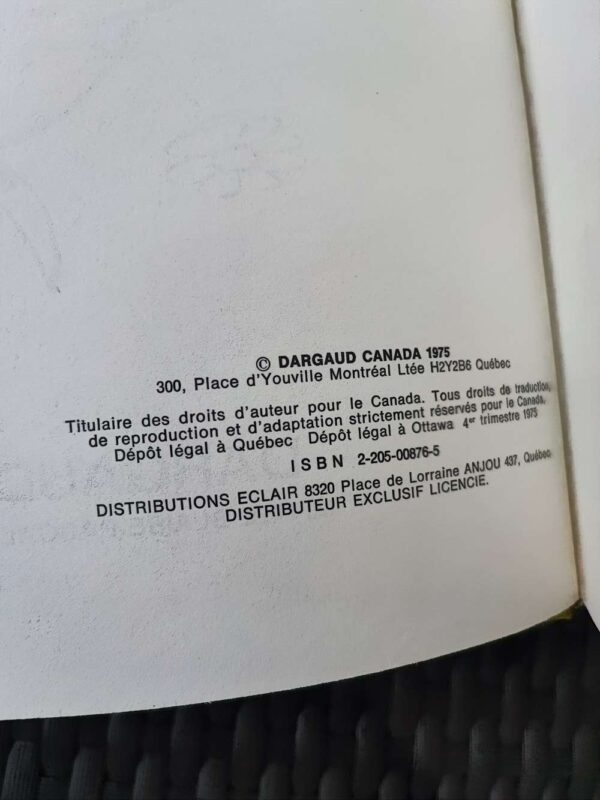 © DARGAUD CANADA 1975
300, Place d'Youville Montréal Ltée H2Y2B6 Québec
Titulaire des droits d'auteur pour le Canada. Tous droits de traduction,
de reproduction et d'adaptation strictement réservés pour le Canada.
Dépôt légal à Québec Dépôt légal à Ottawa 4er trimestre 1975
ISBN 2-205-00876-5
DISTRIBUTIONS ECLAIR 8320 Place de Lorraine ANJOU 437, Québec
DISTRIBUTEUR EXCLUSIF LICENCIE.